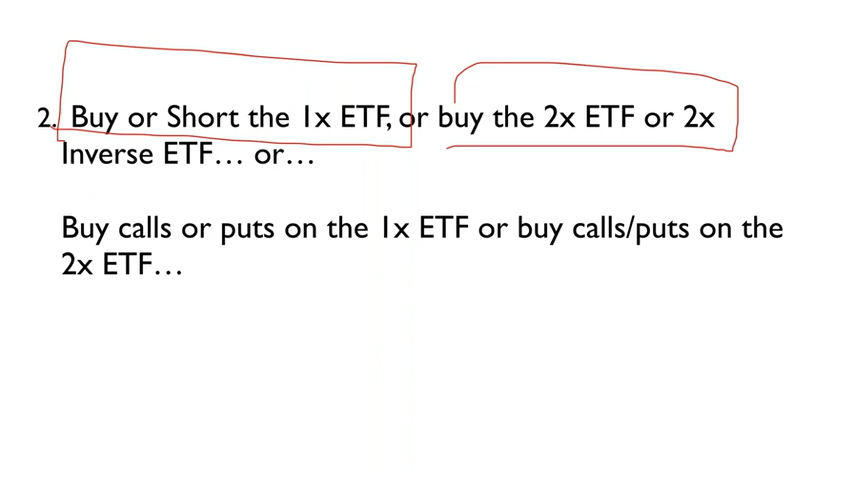 2. Buy or Short the 1x ETF, or buy the 2x ETF or 2x
Inverse ETF... or...
Buy calls or puts on the 1x ETF or buy calls/puts on the
2x ETF...